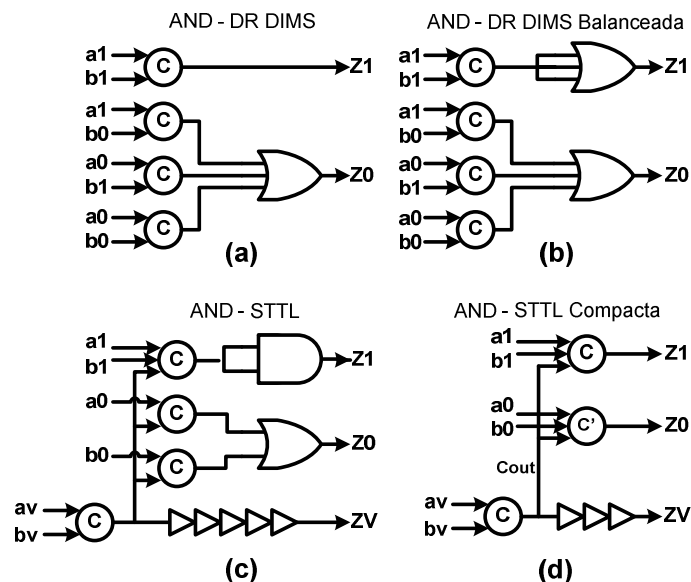 AND - DR DIMS
a1
b1
C
Z1
a1
b0
C
a0
b1
C
Z0
a0
b0
C
(a)
AND - DR DIMS Balanceada
a1
b1
C
Z1
a1
b0
C
a0
b1
C
Z0
a0
b0
C
(b)
AND - STTL
a1
b1
C
Z1
a0
C
Z0
b0
C
av
bv
C
ZV
(c)
AND - STTL Compacta
a1
b1
C
Z1
a0
b0
C'
Z0
Cout
av
bv
C
ZV
(d)